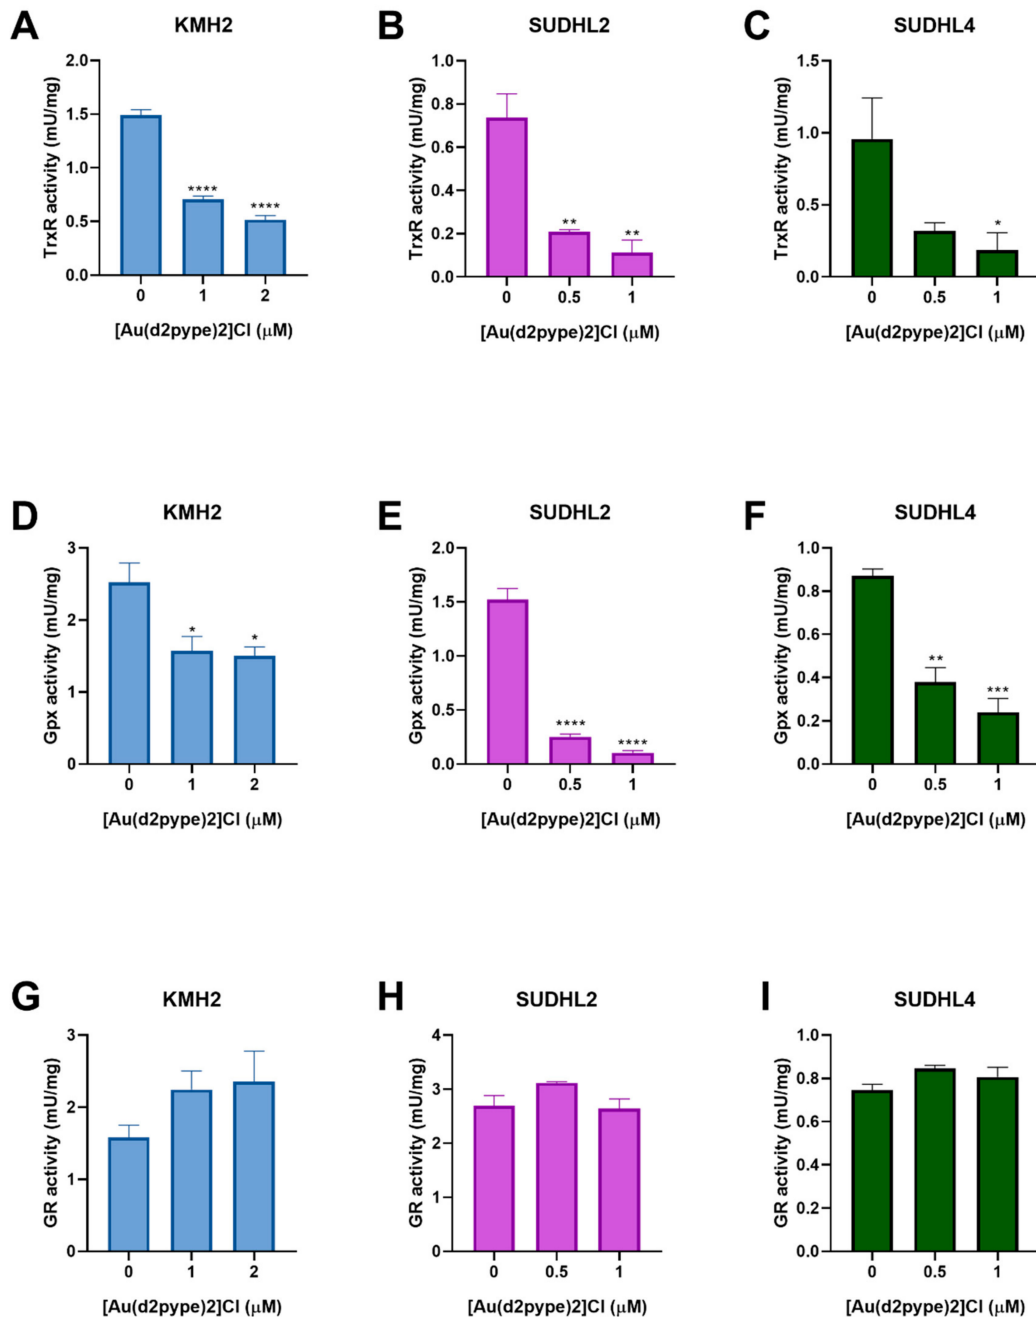 A
KMH2
TrxR activity (mU/mg)
2.0
1.5
1.0
0.5
0.0
****
****
0 1 2
[Au(d2pype)2]Cl (μM)
B
SUDHL2
TrxR activity (mU/mg)
1.0
0.8
0.6
0.4
0.2
0.0
**
**
0 0.5 1
[Au(d2pype)2]Cl (μM)
C
SUDHL4
TrxR activity (mU/mg)
1.5
1.0
0.5
0.0
*
0 0.5 1
[Au(d2pype)2]Cl (μM)
D
KMH2
Gpx activity (mU/mg)
3
2
1
0
*
*
0 1 2
[Au(d2pype)2]Cl (μM)
E
SUDHL2
Gpx activity (mU/mg)
2.0
1.5
1.0
0.5
0.0
****
****
0 0.5 1
[Au(d2pype)2]Cl (μM)
F
SUDHL4
Gpx activity (mU/mg)
1.0
0.8
0.6
0.4
0.2
0.0
**
***
0 0.5 1
[Au(d2pype)2]Cl (μM)
G
KMH2
GR activity (mU/mg)
3
2
1
0
0 1 2
[Au(d2pype)2]Cl (μM)
H
SUDHL2
GR activity (mU/mg)
4
3
2
1
0
0 0.5 1
[Au(d2pype)2]Cl (μM)
I
SUDHL4
GR activity (mU/mg)
1.0
0.8
0.6
0.4
0.2
0.0
0 0.5 1
[Au(d2pype)2]Cl (μM)